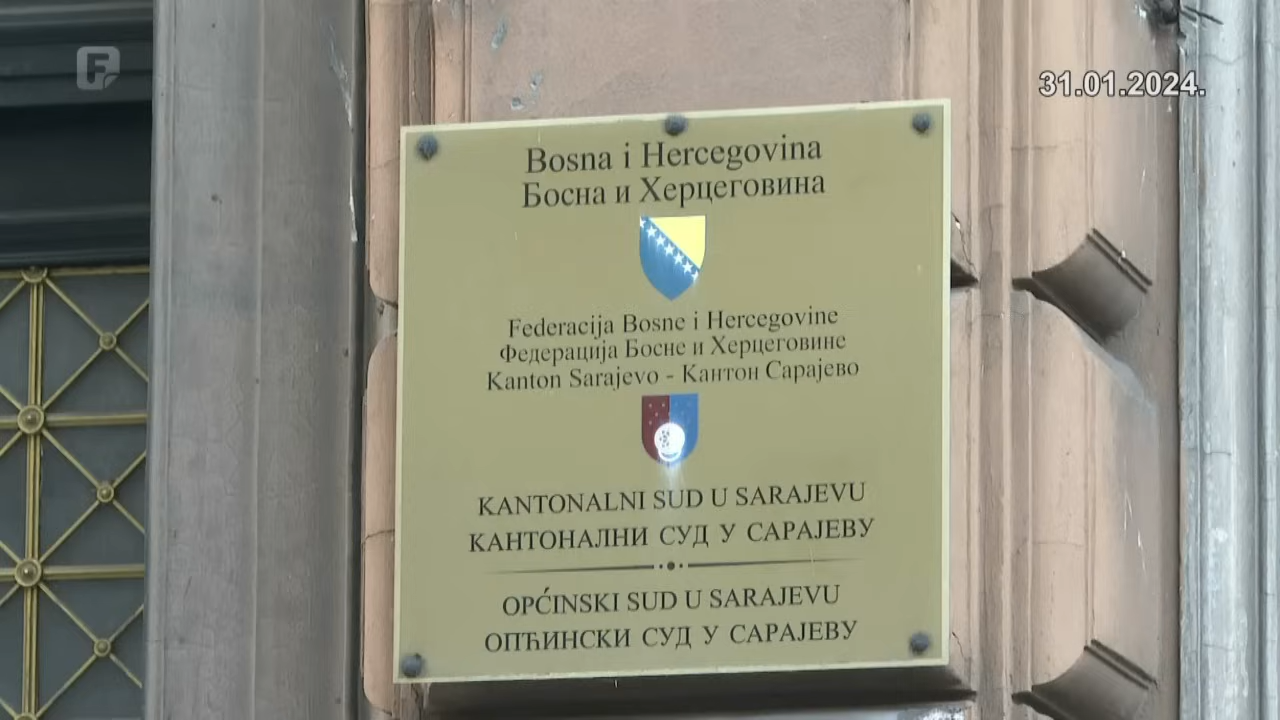 F
31.01.2024.
Bosna i Hercegovina
Босна и Херцеговина
Federacija Bosne i Hercegovine
Федерација Босне и Херцеговине
Kanton Sarajevo - Кантон Сарајево
KANTONALNI SUD U SARAJEVU
КАНТОНАЛНИ СУД У САРАЈЕВУ
OPĆINSKI SUD U SARAJEVU
ОПЋИНСКИ СУД У САРАЈЕВУ